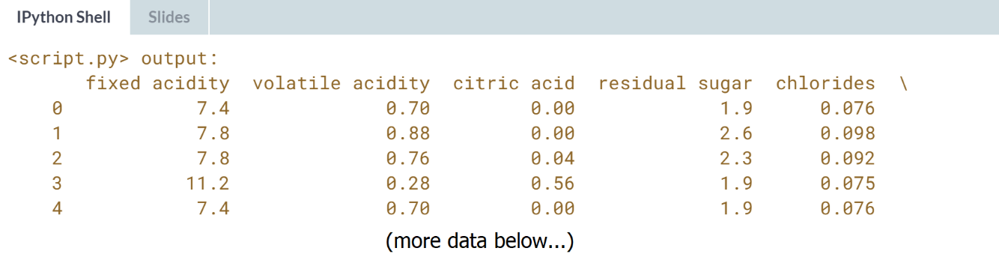 IPython Shell Slides
<script.py> output:
fixed acidity volatile acidity citric acid residual sugar chlorides \
0 7.4 0.70 0.00 1.9 0.076
1 7.8 0.88 0.00 2.6 0.098
2 7.8 0.76 0.04 2.3 0.092
3 11.2 0.28 0.56 1.9 0.075
4 7.4 0.70 0.00 1.9 0.076
(more data below...)